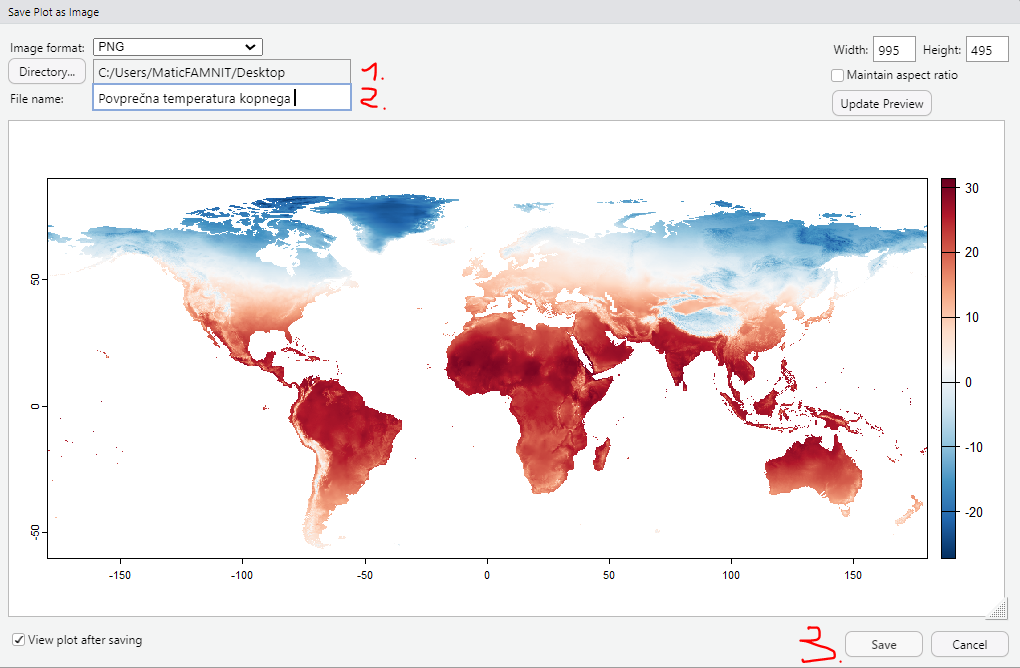 Save Plot as Image
Image format: PNG
Width: 995 Height: 495
Directory... C:/Users/MaticFAMNIT/Desktop 1.
Maintain aspect ratio
File name: Povprečna temperatura kopnega 2.
Update Preview
30
20
10
0
-10
-20
50
0
-50
-150 -100 -50 0 50 100 150
View plot after saving
3. Save Cancel